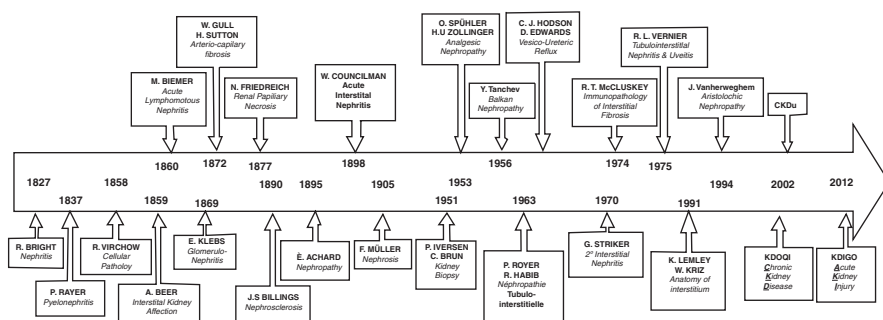 W. GULL
H. SUTTON
Arterio-capilary
fibrosis
O. SPÜHLER
H.U ZOLLINGER
Analgesic
Nephropathy
C. J. HODSON
D. EDWARDS
Vesico-Ureteric
Reflux
R. L. VERNIER
Tubulointerstitial
Nephritis & Uveitis
M. BIEMER
Acute
Lymphomotous
Nephritis
N. FRIEDREICH
Renal Papiliary
Necrosis
W. COUNCILMAN
Acute
Interstital
Nephritis
Y. Tanchev
Balkan
Nephropathy
R. T. McCLUSKEY
Immunopathology
of Interstitial
Fibrosis
J. Vanherweghem
Aristolochic
Nephropathy
CKDu
1860
1872
1877
1898
1953
1956
1974
1975
1827
1837
1858
1859
1869
1890
1895
1905
1951
1963
1970
1991
1994
2002
2012
R. BRIGHT
Nephritis
P. RAYER
Pyelonephritis
R. VIRCHOW
Cellular
Patholoy
A. BEER
Interstital Kidney
Affection
E. KLEBS
Glomerulo-
Nephritis
J.S BILLINGS
Nephrosclerosis
È. ACHARD
Nephropathy
F. MÜLLER
Nephrosis
P. IVERSEN
C. BRUN
Kidney
Biopsy
P. ROYER
R. HABIB
Néphropathie
Tubulo-
interstitielle
G. STRIKER
2° Interstitial
Nephritis
K. LEMLEY
W. KRIZ
Anatomy of
interstitium
KDOQI
Chronic
Kidney
Disease
KDIGO
Acute
Kidney
Injury